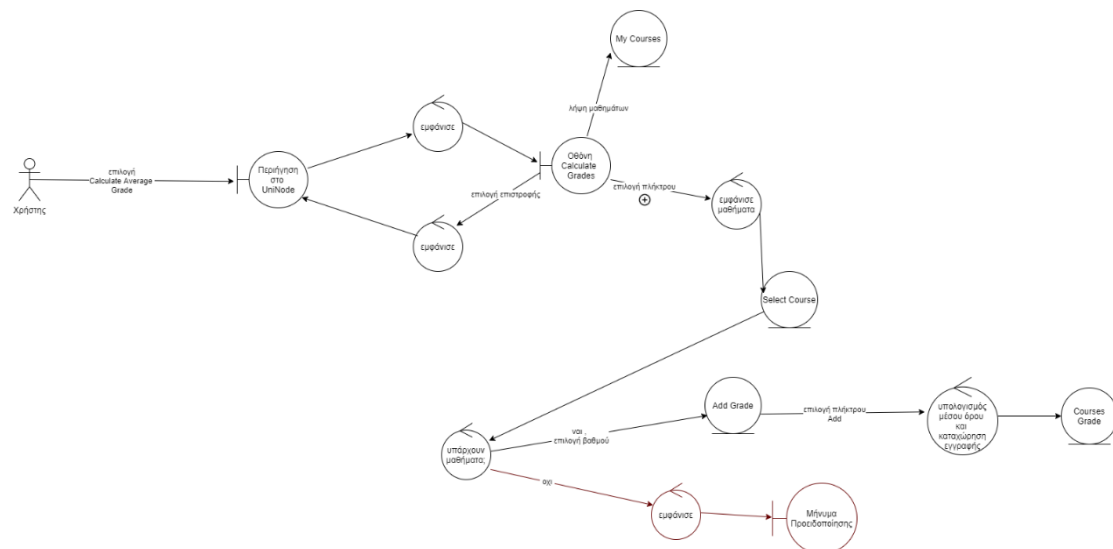 My Courses
λήψη μαθημάτων
εμφάνισε
Οθόνη
Calculate
Grades
Περιήγηση
στο
UniNode
επιλογή
Calculate Average
Grade
Χρήστης
επιλογή επιστροφής
επιλογή πλήκτρου
εμφάνισε
μαθήματα
εμφάνισε
Select Course
Add Grade
επιλογή πλήκτρου
Add
υπολογισμός
μέσου όρου
και
καταχώρηση
εγγραφής
Courses
Grade
ναι ,
επιλογή βαθμού
υπάρχουν
μαθήματα;
οχι
εμφάνισε
Μήνυμα
Προειδοποίησης